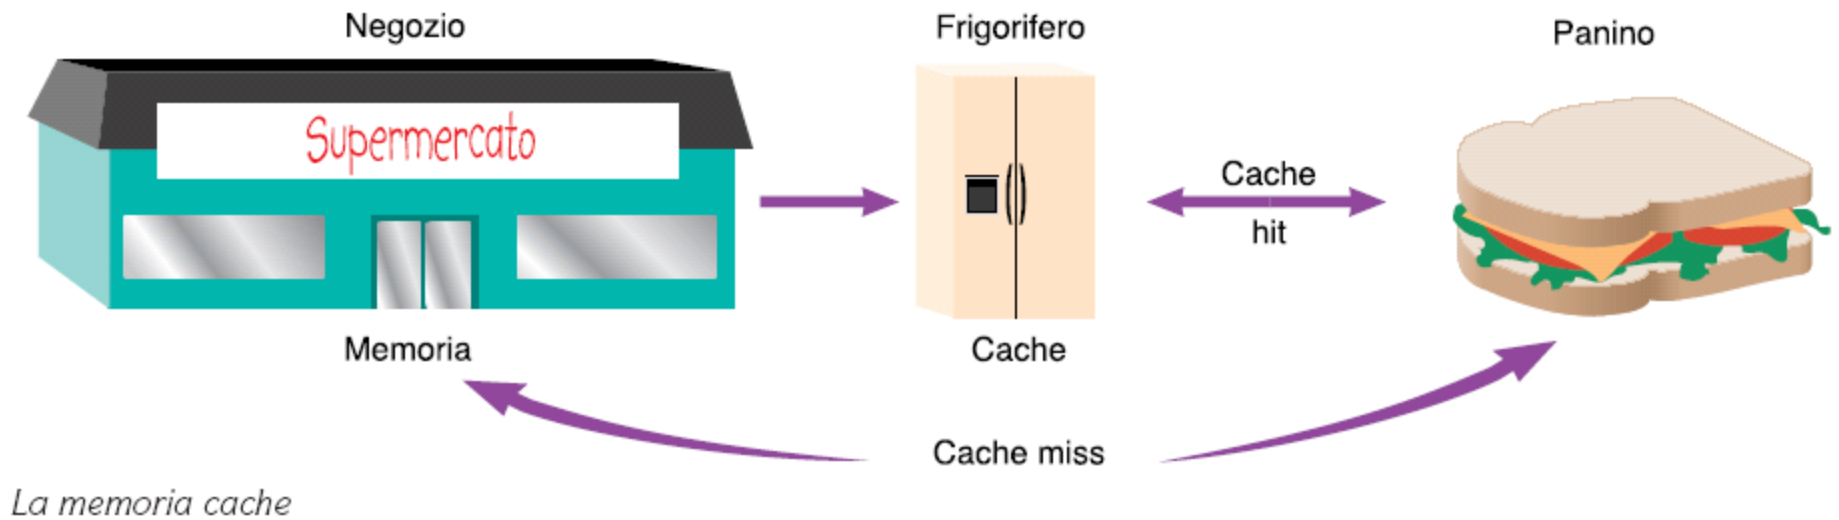 Negozio
Frigorifero
Panino
Supermercato
Cache
hit
Memoria
Cache
Cache miss
La memoria cache